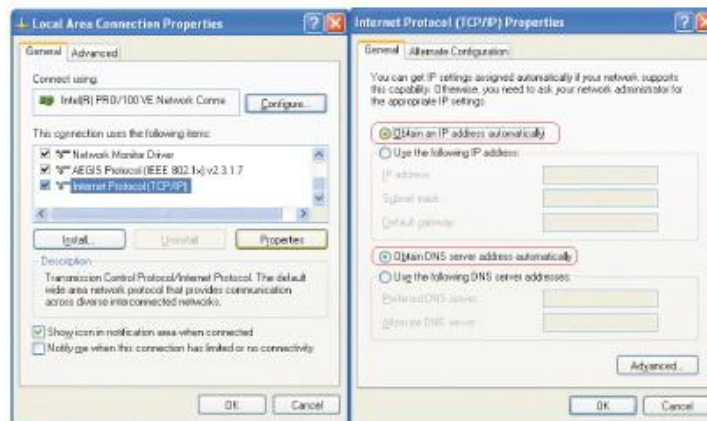 Local Area Connection Properties
General Advanced
Connect using:
Intel(R) PRO/100 VE Network Conne
Configure...
This connection uses the following items:
Network Monitor Driver
AEGIS Protocol (IEEE 802.1x) v2.3.1.7
Internet Protocol (TCP/IP)
Install... Uninstall Properties
Description
Transmission Control Protocol/Internet Protocol. The default
wide area network protocol that provides communication
across diverse interconnected networks.
Show icon in notification area when connected
Notify me when this connection has limited or no connectivity
OK Cancel
Internet Protocol (TCP/IP) Properties
General Alternate Configuration
You can get IP settings assigned automatically if your network supports
this capability. Otherwise, you need to ask your network administrator for
the appropriate IP settings.
Obtain an IP address automatically
Use the following IP address:
IP address:
Subnet mask:
Default gateway:
Obtain DNS server address automatically
Use the following DNS server addresses:
Preferred DNS server:
Alternate DNS server:
Advanced...
OK Cancel